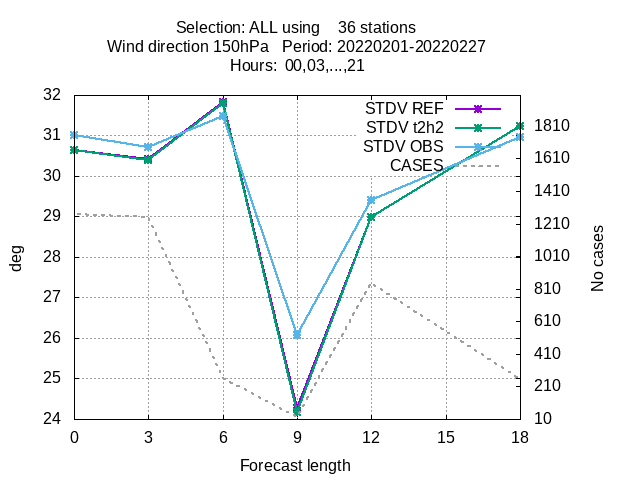 Selection: ALL using    36 stations
Wind direction 150hPa   Period: 20220201-20220227
Hours:  00,03,...,21
deg
32
31
30
29
28
27
26
25
24
STDV REF
STDV t2h2
STDV OBS
CASES
1810
1610
1410
1210
1010
810
610
410
210
10
No cases
0 3 6 9 12 15 18
Forecast length